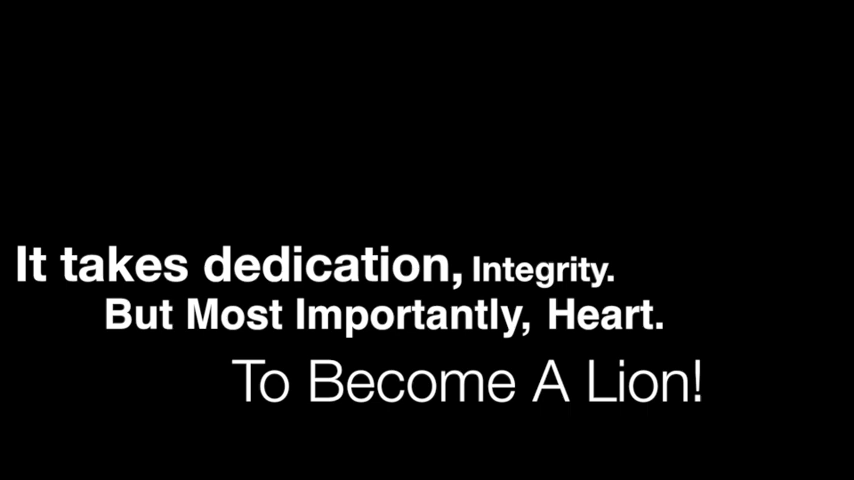 It takes dedication, Integrity.
But Most Importantly, Heart.
To Become A Lion!